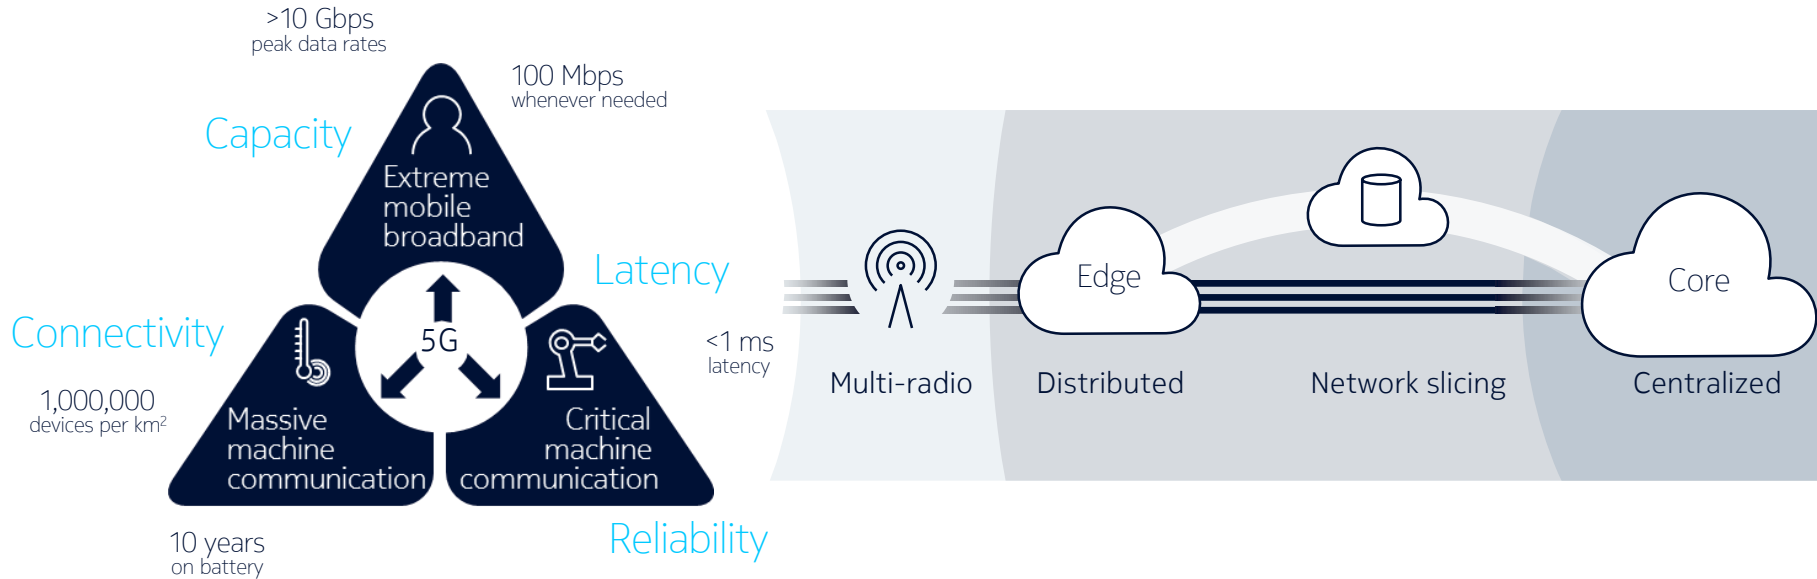 >10 Gbps
peak data rates
100 Mbps
whenever needed
Capacity
Extreme
mobile
broadband
Latency
<1 ms
latency
5G
Connectivity
1,000,000
devices per km²
Massive
machine
communication
Critical
machine
communication
10 years
on battery
Reliability
Edge
Core
Multi-radio
Distributed
Network slicing
Centralized